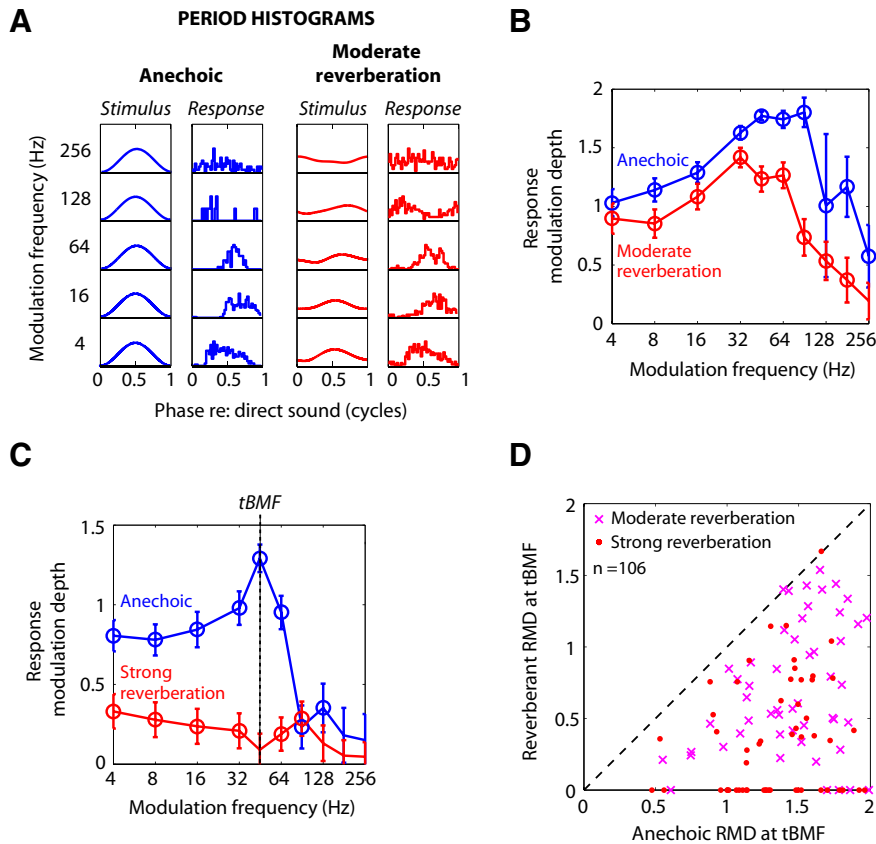 A
PERIOD HISTOGRAMS
Anechoic
Moderate
reverberation
Stimulus
Response
Stimulus
Response
Modulation frequency (Hz)
256
128
64
16
4
0 0.5 1
0 0.5 1
0 0.5 1
0 0.5 1
Phase re: direct sound (cycles)
B
Response
modulation depth
2
1.5
1
0.5
0
Anechoic
Moderate
reverberation
4 8 16 32 64 128 256
Modulation frequency (Hz)
C
tBMF
Response
modulation depth
1.5
1
0.5
0
Anechoic
Strong
reverberation
4 8 16 32 64 128 256
Modulation frequency (Hz)
D
Reverberant RMD at tBMF
2
1.5
1
0.5
0
Moderate reverberation
Strong reverberation
n =106
0 0.5 1 1.5 2
Anechoic RMD at tBMF